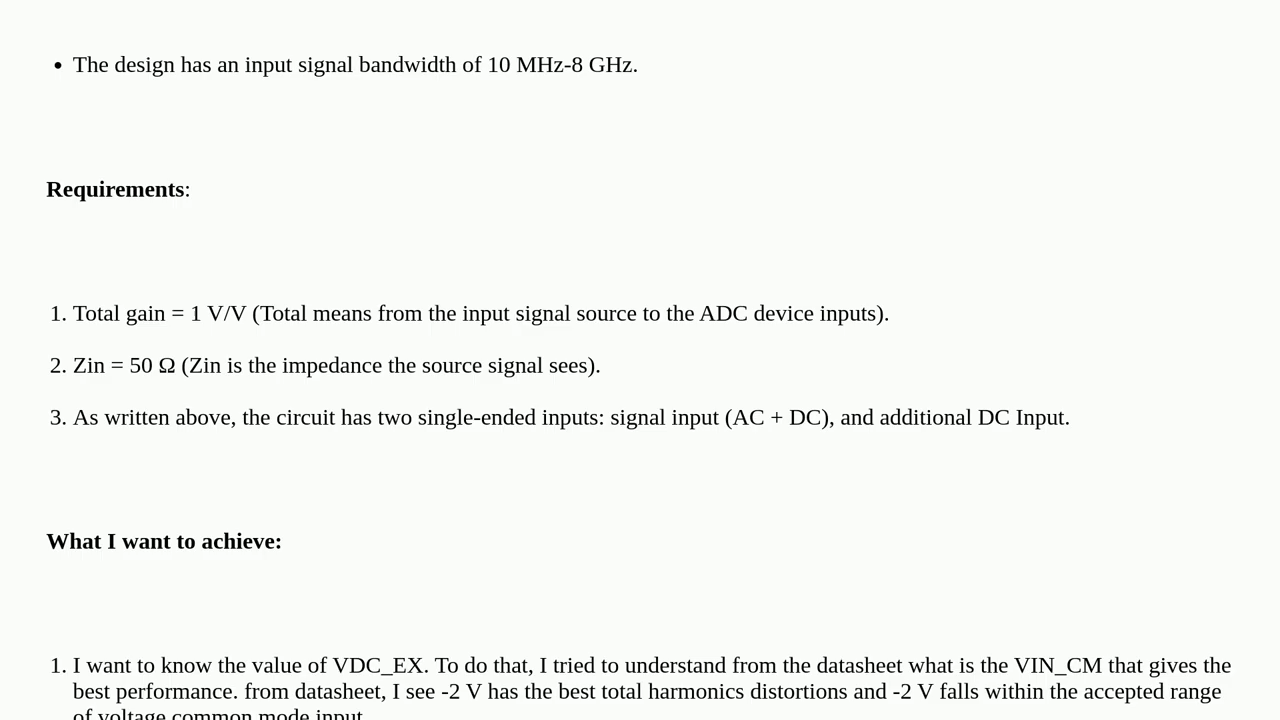 • The design has an input signal bandwidth of 10 MHz-8 GHz.
Requirements:
1. Total gain = 1 V/V (Total means from the input signal source to the ADC device inputs).
2. Zin = 50 Ω (Zin is the impedance the source signal sees).
3. As written above, the circuit has two single-ended inputs: signal input (AC + DC), and additional DC Input.
What I want to achieve:
1. I want to know the value of VDC_EX. To do that, I tried to understand from the datasheet what is the VIN_CM that gives the
best performance. from datasheet, I see -2 V has the best total harmonics distortions and -2 V falls within the accepted range
of voltage common mode input.